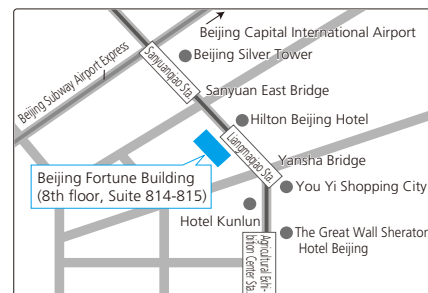 Beijing Capital International Airport
Beijing Silver Tower
Sanyuanqiao Sta.
Beijing Subway Airport Express
Sanyuan East Bridge
Hilton Beijing Hotel
Liangmaqiao Sta.
Yansha Bridge
Beijing Fortune Building
(8th floor, Suite 814-815)
You Yi Shopping City
Hotel Kunlun
The Great Wall Sheraton
Hotel Beijing
Agricultural Exhi-
bition Center Sta.